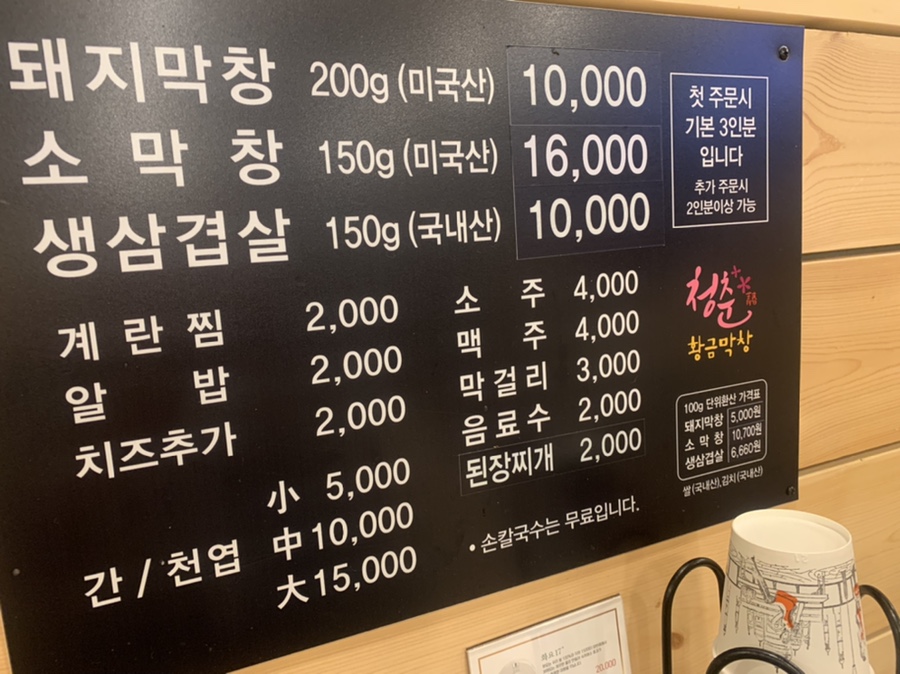 돼지막창 200g (미국산) 10,000
소 막 창 150g (미국산) 16,000
생삼겹살 150g (국내산) 10,000
첫 주문시
기본 3인분
입니다
추가 주문시
2인분이상 가능
계 란 찜 2,000
알 밥 2,000
치즈추가 2,000
간 / 천엽
小 5,000
中 10,000
大 15,000
소 주 4,000
맥 주 4,000
막걸리 3,000
음료수 2,000
된장찌개 2,000
• 손칼국수는 무료입니다.
청춘
황금막창
100g 단위환산 가격표
돼지막창 5,000원
소 막 창 10,700원
생삼겹살 6,660원
쌀(국내산), 김치(국내산)
20,000